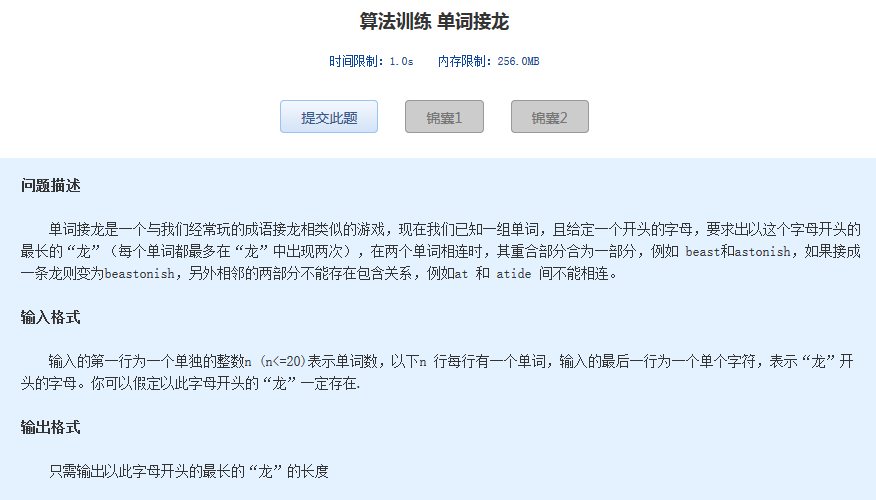 算法训练 单词接龙
时间限制：1.0s 内存限制：256.0MB
提交此题 锦囊1 锦囊2
问题描述
单词接龙是一个与我们经常玩的成语接龙相类似的游戏，现在我们已知一组单词，且给定一个开头的字母，要求出以这个字母开头的
最长的“龙”（每个单词都最多在“龙”中出现两次），在两个单词相连时，其重合部分合为一部分，例如 beast和astonish，如果接成
一条龙则变为beastonish，另外相邻的两部分不能存在包含关系，例如at 和 atide 间不能相连。
输入格式
输入的第一行为一个单独的整数n (n<=20)表示单词数，以下n 行每行有一个单词，输入的最后一行为一个单个字符，表示“龙”开
头的字母。你可以假定以此字母开头的“龙”一定存在.
输出格式
只需输出以此字母开头的最长的“龙”的长度